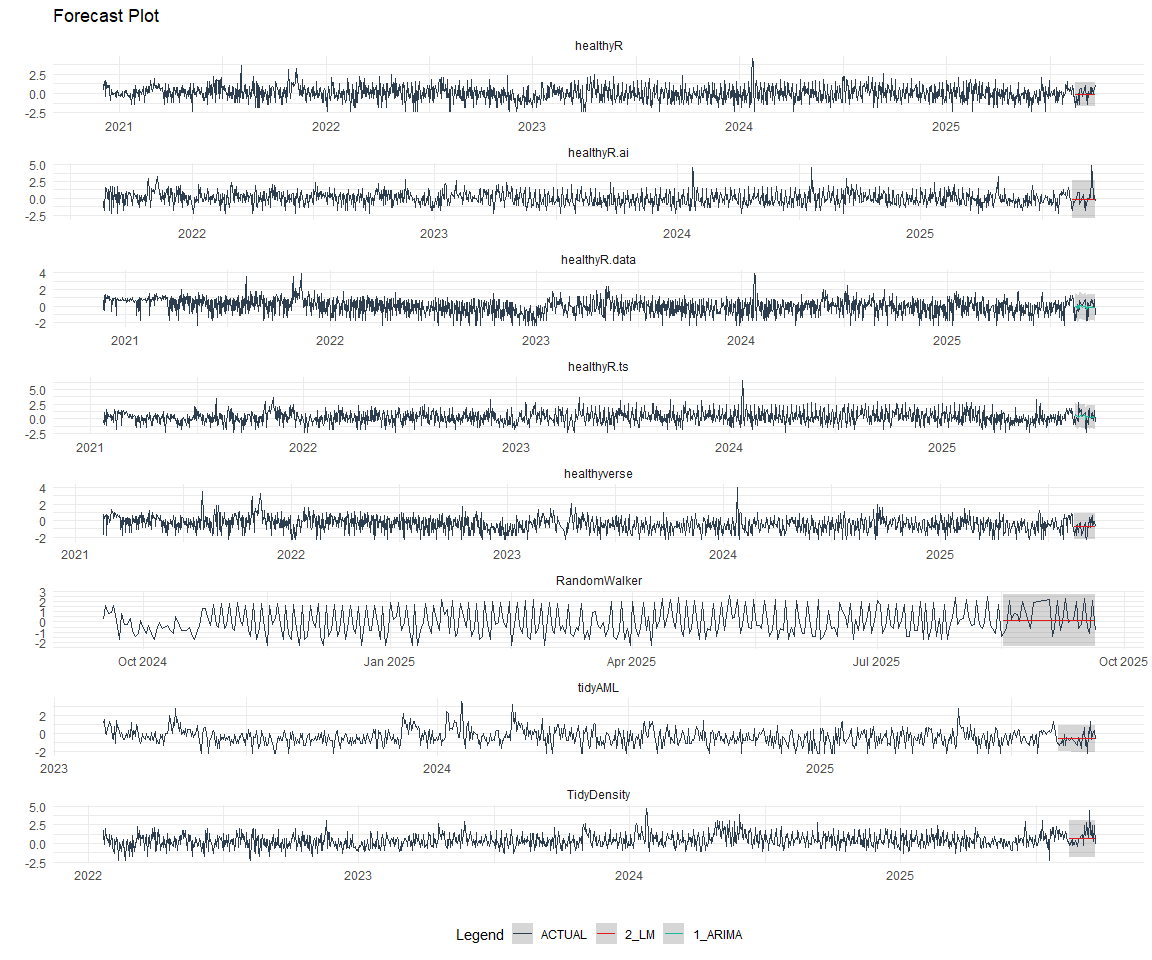 Forecast Plot
healthyR
2.5
0.0
-2.5
2021 2022 2023 2024 2025
healthyR.ai
5.0
2.5
0.0
-2.5
2022 2023 2024 2025
healthyR.data
4
2
0
-2
2021 2022 2023 2024 2025
healthyR.ts
5.0
2.5
0.0
-2.5
2021 2022 2023 2024 2025
healthyverse
4
2
0
-2
2021 2022 2023 2024 2025
RandomWalker
3
2
1
0
-1
-2
Oct 2024 Jan 2025 Apr 2025 Jul 2025 Oct 2025
tidyAML
2
0
-2
2023 2024 2025
TidyDensity
5.0
2.5
0.0
-2.5
2022 2023 2024 2025
Legend ACTUAL 2_LM 1_ARIMA